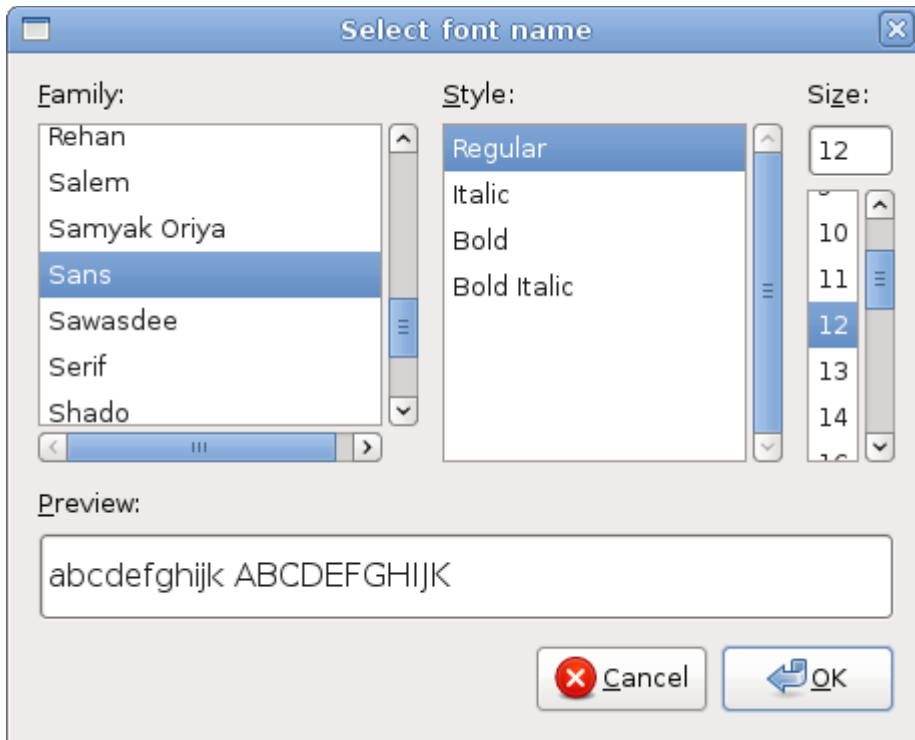 Select font name
Family:
Style:
Size:
Rehan
Salem
Samyak Oriya
Sans
Sawasdee
Serif
Shado
Regular
Italic
Bold
Bold Italic
12
10
11
12
13
14
Preview:
abcdefghijk ABCDEFGHIJK
Cancel
OK